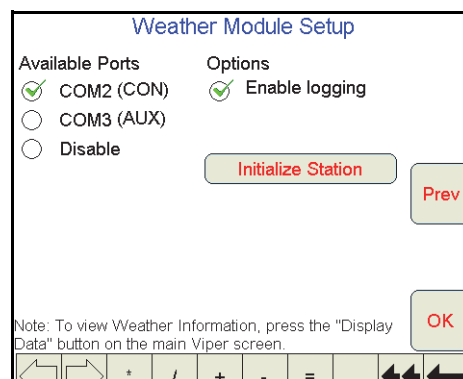 Weather Module Setup
Available Ports
Options
COM2 (CON)
Enable logging
COM3 (AUX)
Disable
Initialize Station
Prev
OK
Note: To view Weather Information, press the "Display
Data" button on the main Viper screen.
* / + - =